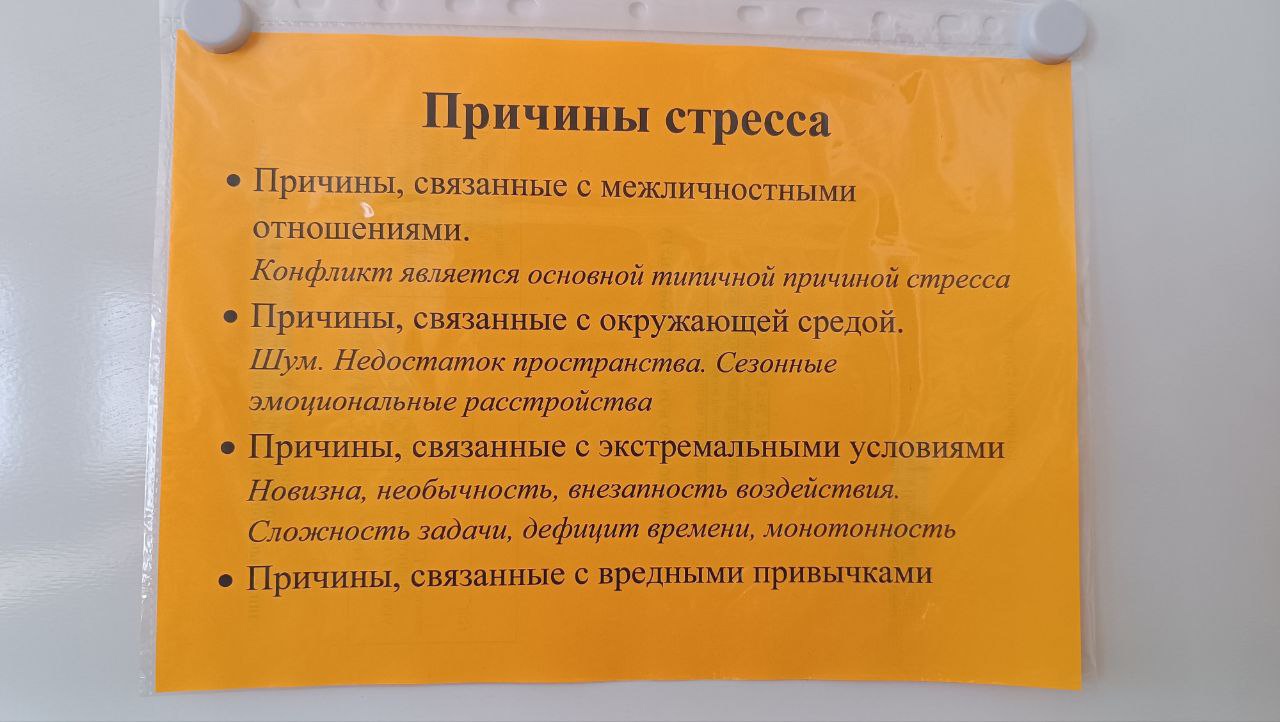 Причины стресса
• Причины, связанные с межличностными
отношениями.
Конфликт является основной типичной причиной стресса
• Причины, связанные с окружающей средой.
Шум. Недостаток пространства. Сезонные
эмоциональные расстройства
• Причины, связанные с экстремальными условиями
Новизна, необычность, внезапность воздействия.
Сложность задачи, дефицит времени, монотонность
• Причины, связанные с вредными привычками